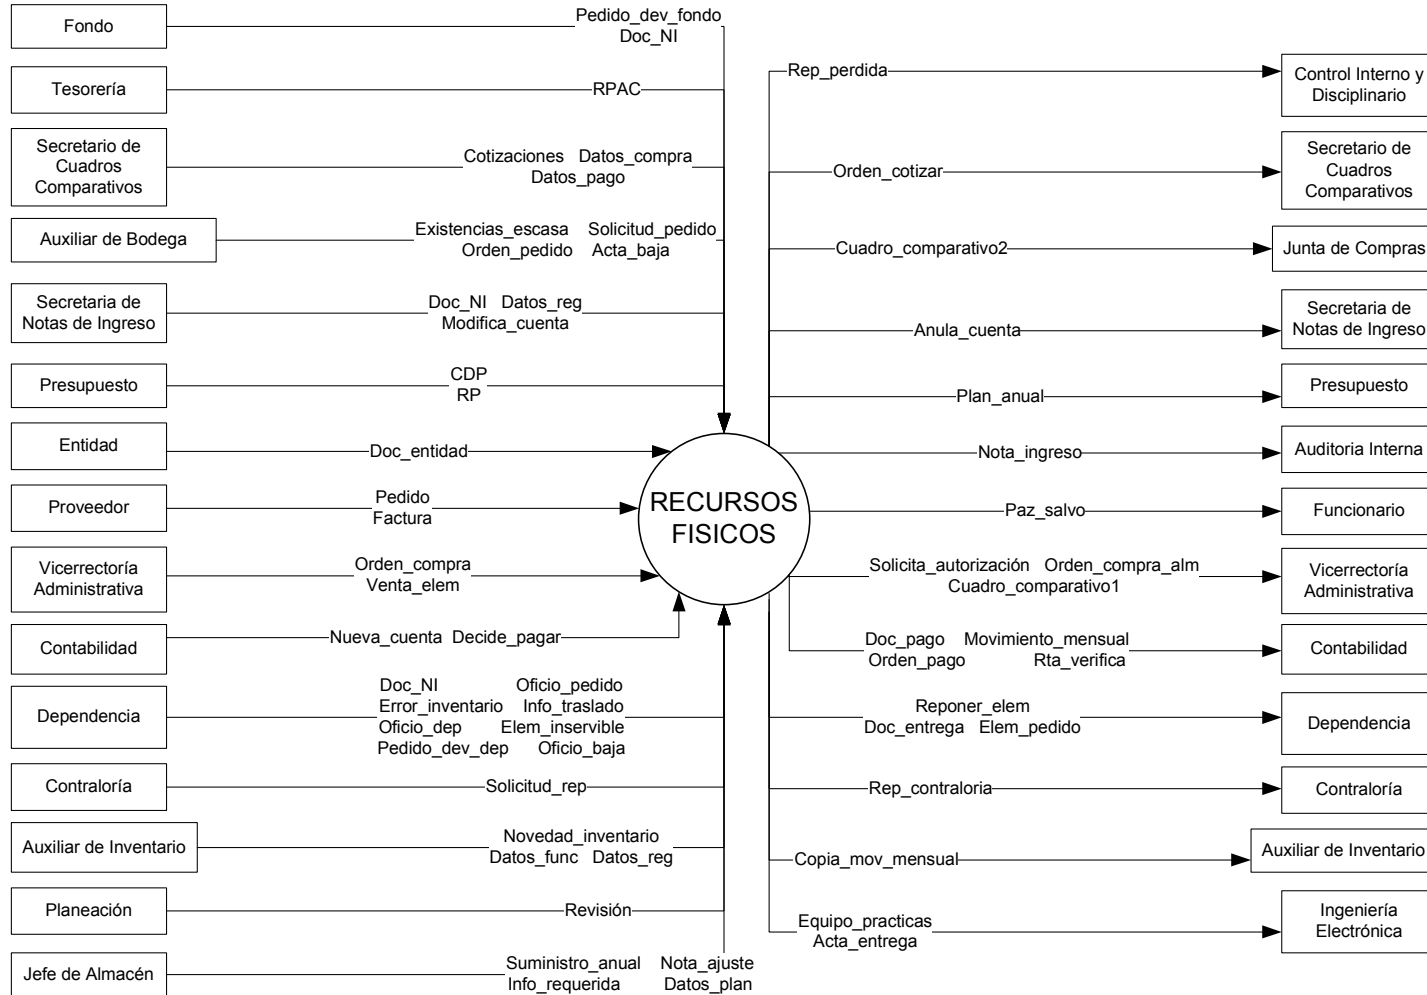 Fondo
Pedido_dev_fondo
Doc_NI
Tesorería
RPAC
Secretario de
Cuadros
Comparativos
Cotizaciones Datos_compra
Datos_pago
Auxiliar de Bodega
Existencias_escasa Solicitud_pedido
Orden_pedido Acta_baja
Secretaria de
Notas de Ingreso
Doc_NI Datos_reg
Modifica_cuenta
Presupuesto
CDP
RP
Entidad
Doc_entidad
Proveedor
Pedido
Factura
Vicerrectoría
Administrativa
Orden_compra
Venta_elem
Contabilidad
Nueva_cuenta Decide_pagar
Dependencia
Doc_NI Oficio_pedido
Error_inventario Info_traslado
Oficio_dep Elem_inservible
Pedido_dev_dep Oficio_baja
Contraloría
Solicitud_rep
Auxiliar de Inventario
Novedad_inventario
Datos_func Datos_reg
Planeación
Revisión
Jefe de Almacén
Suministro_anual Nota_ajuste
Info_requerida Datos_plan
RECURSOS
FISICOS
Rep_perdida
Control Interno y
Disciplinario
Orden_cotizar
Secretario de
Cuadros
Comparativos
Cuadro_comparativo2
Junta de Compras
Anula_cuenta
Secretaria de
Notas de Ingreso
Plan_anual
Presupuesto
Nota_ingreso
Auditoria Interna
Paz_salvo
Funcionario
Solicita_autorización Orden_compra_alm
Cuadro_comparativo1
Vicerrectoría
Administrativa
Doc_pago Movimiento_mensual
Orden_pago Rta_verifica
Contabilidad
Reponer_elem
Doc_entrega Elem_pedido
Dependencia
Rep_contraloria
Contraloría
Copia_mov_mensual
Auxiliar de Inventario
Equipo_practicas
Acta_entrega
Ingeniería
Electrónica